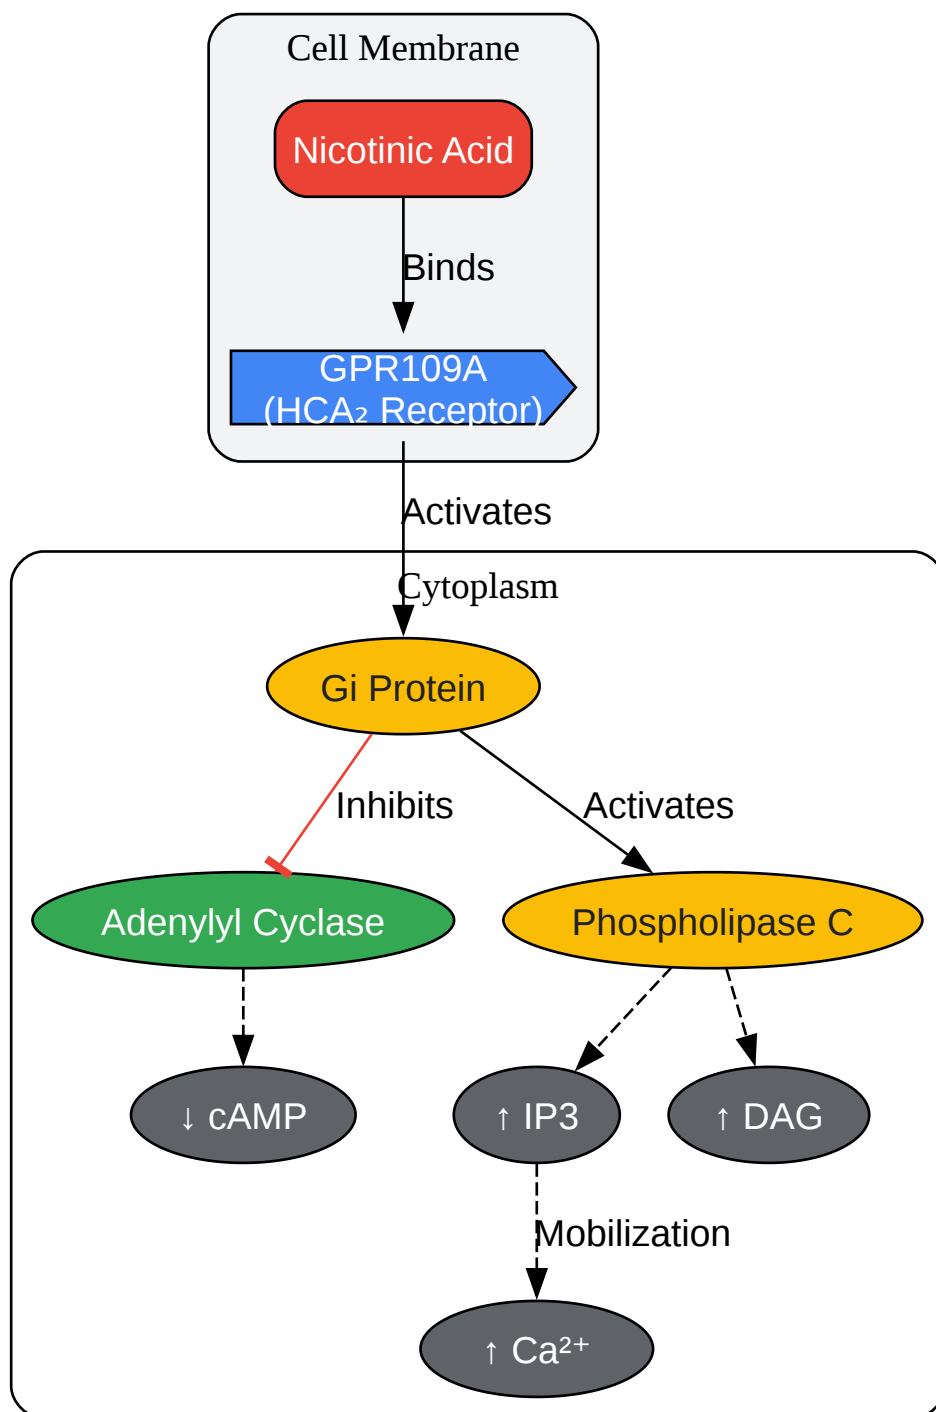 Cell Membrane
Nicotinic Acid
Binds
GPR109A
(HCA₂ Receptor)
Activates
Cytoplasm
Gi Protein
Inhibits
Activates
Adenylyl Cyclase
Phospholipase C
↓ cAMP
↑ IP3
↑ DAG
Mobilization
↑ Ca²⁺